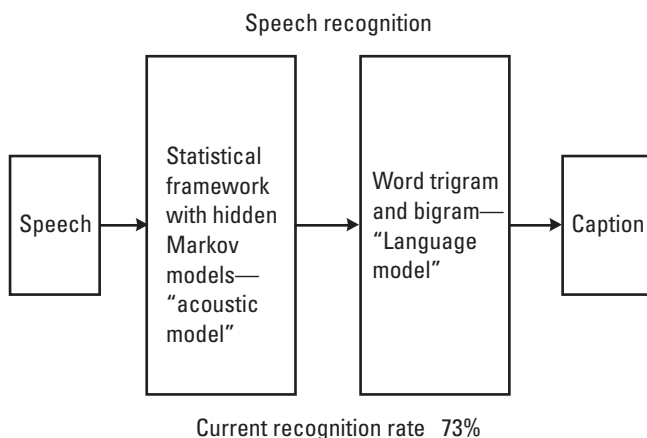 Speech recognition
Speech
Statistical
framework
with hidden
Markov
models—
“acoustic
model”
Word trigram
and bigram—
“Language
model”
Caption
Current recognition rate 73%